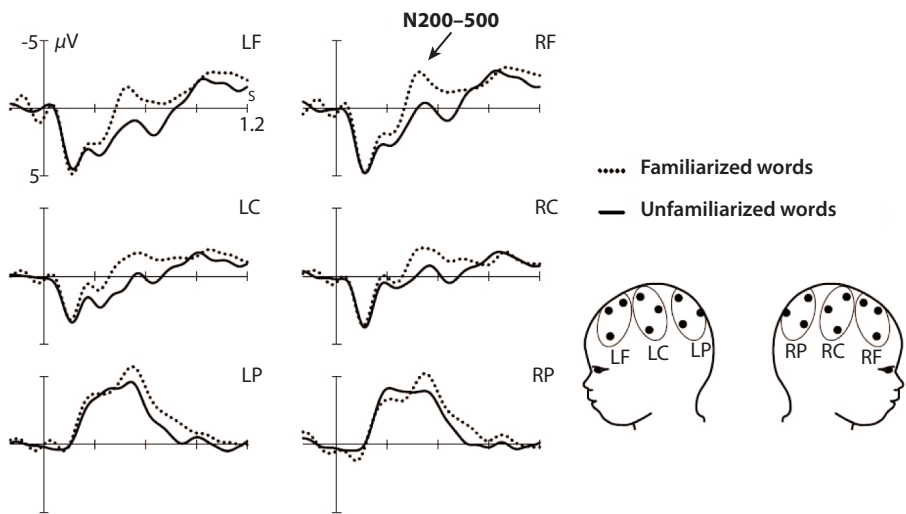 N200–500
-5
μV
LF
RF
s
1.2
5
Familiarized words
Unfamiliarized words
LC
RC
LP
RP
LF
LC
LP
RP
RC
RF